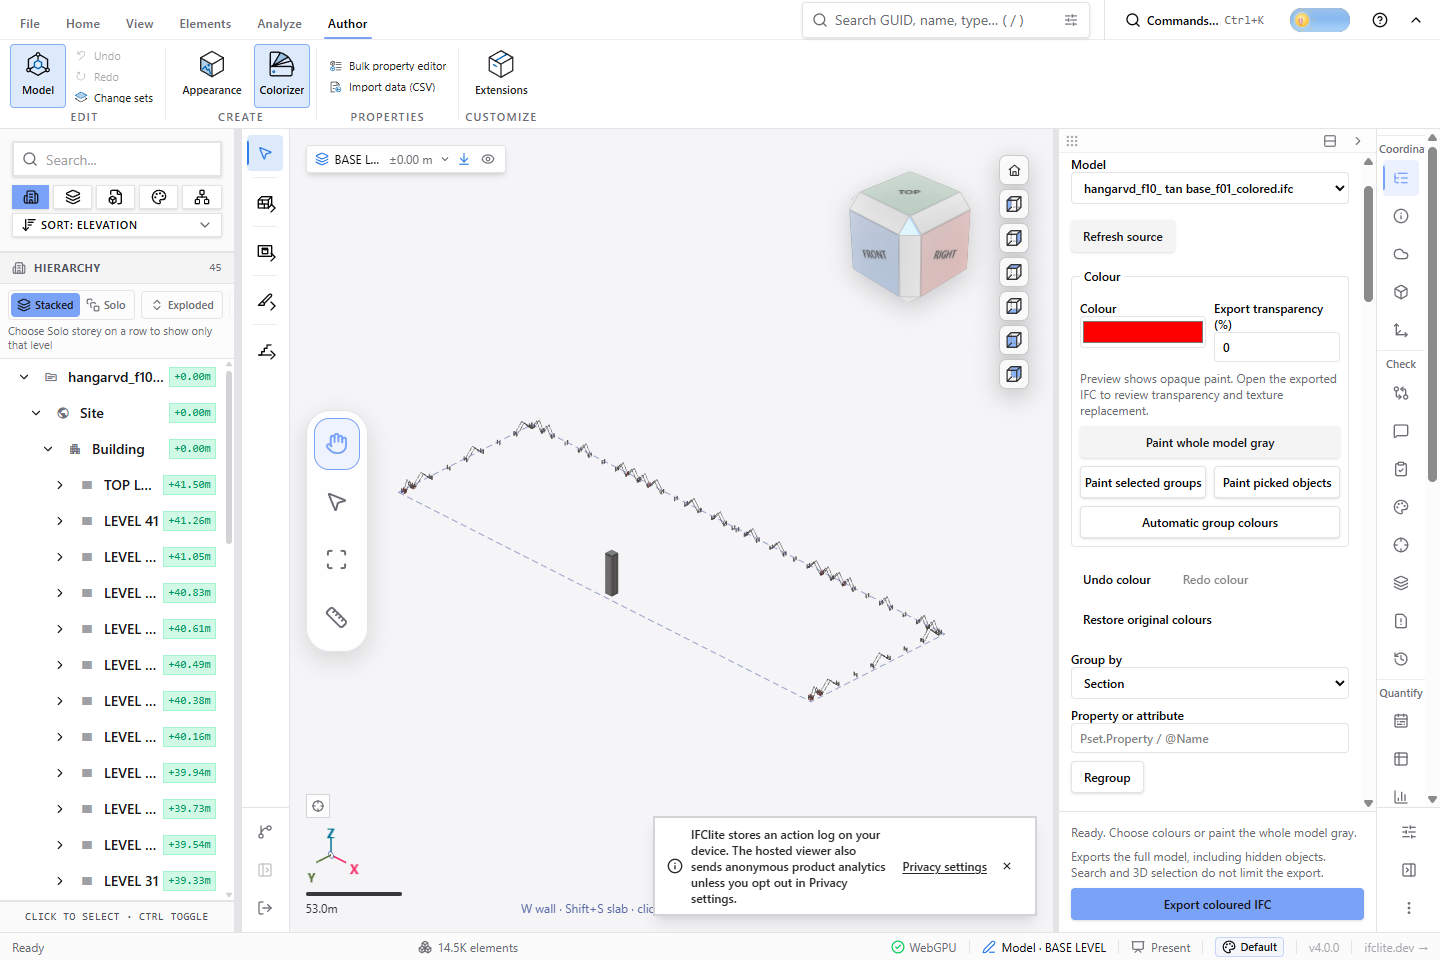 File Home View Elements Analyze Author
Search GUID, name, type... ( / )
Commands... Ctrl+K
Model
Undo
Redo
Change sets
EDIT
Appearance
Colorizer
CREATE
Bulk property editor
Import data (CSV)
PROPERTIES
Extensions
CUSTOMIZE
Search...
SORT: ELEVATION
HIERARCHY 45
Stacked Solo Exploded
Choose Solo storey on a row to show only
that level
hangarvd_f10... +0.00m
Site +0.00m
Building +0.00m
TOP L... +41.50m
LEVEL 41 +41.26m
LEVEL ... +41.05m
LEVEL ... +40.83m
LEVEL ... +40.61m
LEVEL ... +40.49m
LEVEL ... +40.38m
LEVEL ... +40.16m
LEVEL ... +39.94m
LEVEL ... +39.73m
LEVEL ... +39.54m
LEVEL 31 +39.33m
CLICK TO SELECT · CTRL TOGGLE
BASE L... ±0.00 m
TOP
FRONT
RIGHT
Z
X
Y
53.0m
W wall · Shift+S slab · clic
IFClite stores an action log on your
device. The hosted viewer also
sends anonymous product analytics
unless you opt out in Privacy
settings.
Privacy settings
Model
hangarvd_f10_ tan base_f01_colored.ifc
Refresh source
Colour
Colour
Export transparency
(%)
0
Preview shows opaque paint. Open the exported
IFC to review transparency and texture
replacement.
Paint whole model gray
Paint selected groups
Paint picked objects
Automatic group colours
Undo colour
Redo colour
Restore original colours
Group by
Section
Property or attribute
Pset.Property / @Name
Regroup
Ready. Choose colours or paint the whole model gray.
Exports the full model, including hidden objects.
Search and 3D selection do not limit the export.
Export coloured IFC
Coordina
Check
Quantify
Ready
14.5K elements
WebGPU
Model · BASE LEVEL
Present
Default
v4.0.0
ifclite.dev →